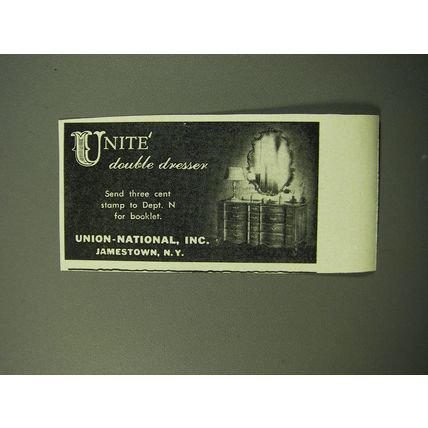 UNITE'
double dresser
Send three cent
stamp to Dept. N
for booklet.
UNION-NATIONAL, INC.
JAMESTOWN, N.Y.